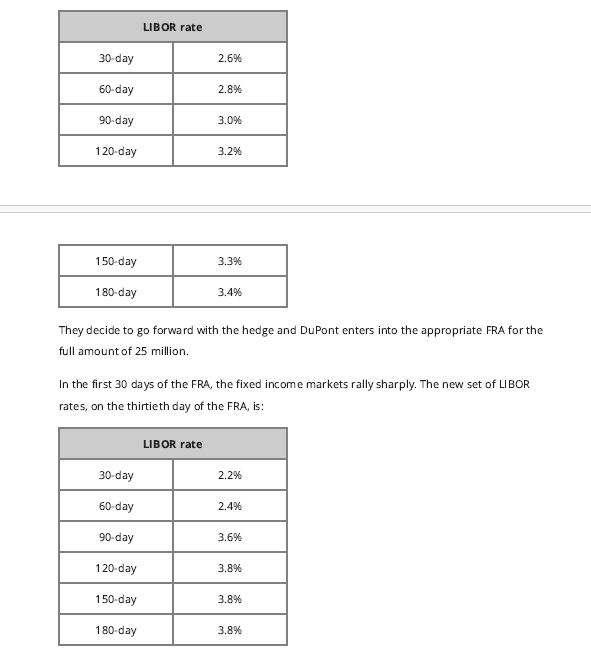 LIBOR rate
30-day 2.6%
60-day 2.8%
90-day 3.0%
120-day 3.2%
150-day 3.3%
180-day 3.4%
They decide to go forward with the hedge and DuPont enters into the appropriate FRA for the
full amount of 25 million.
In the first 30 days of the FRA, the fixed income markets rally sharply. The new set of LIBOR
rates, on the thirtieth day of the FRA, is:
LIBOR rate
30-day 2.2%
60-day 2.4%
90-day 3.6%
120-day 3.8%
150-day 3.8%
180-day 3.8%